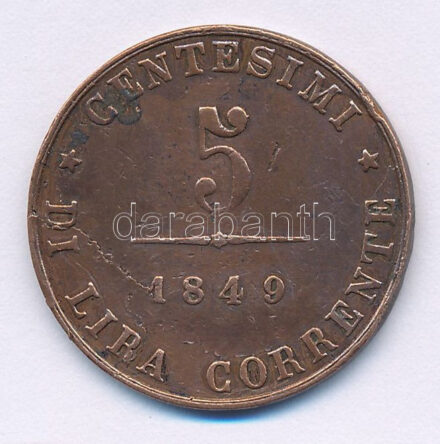 CENTESIMI
5
darabanth
1849
★ DI LIRA CORRENTE ★